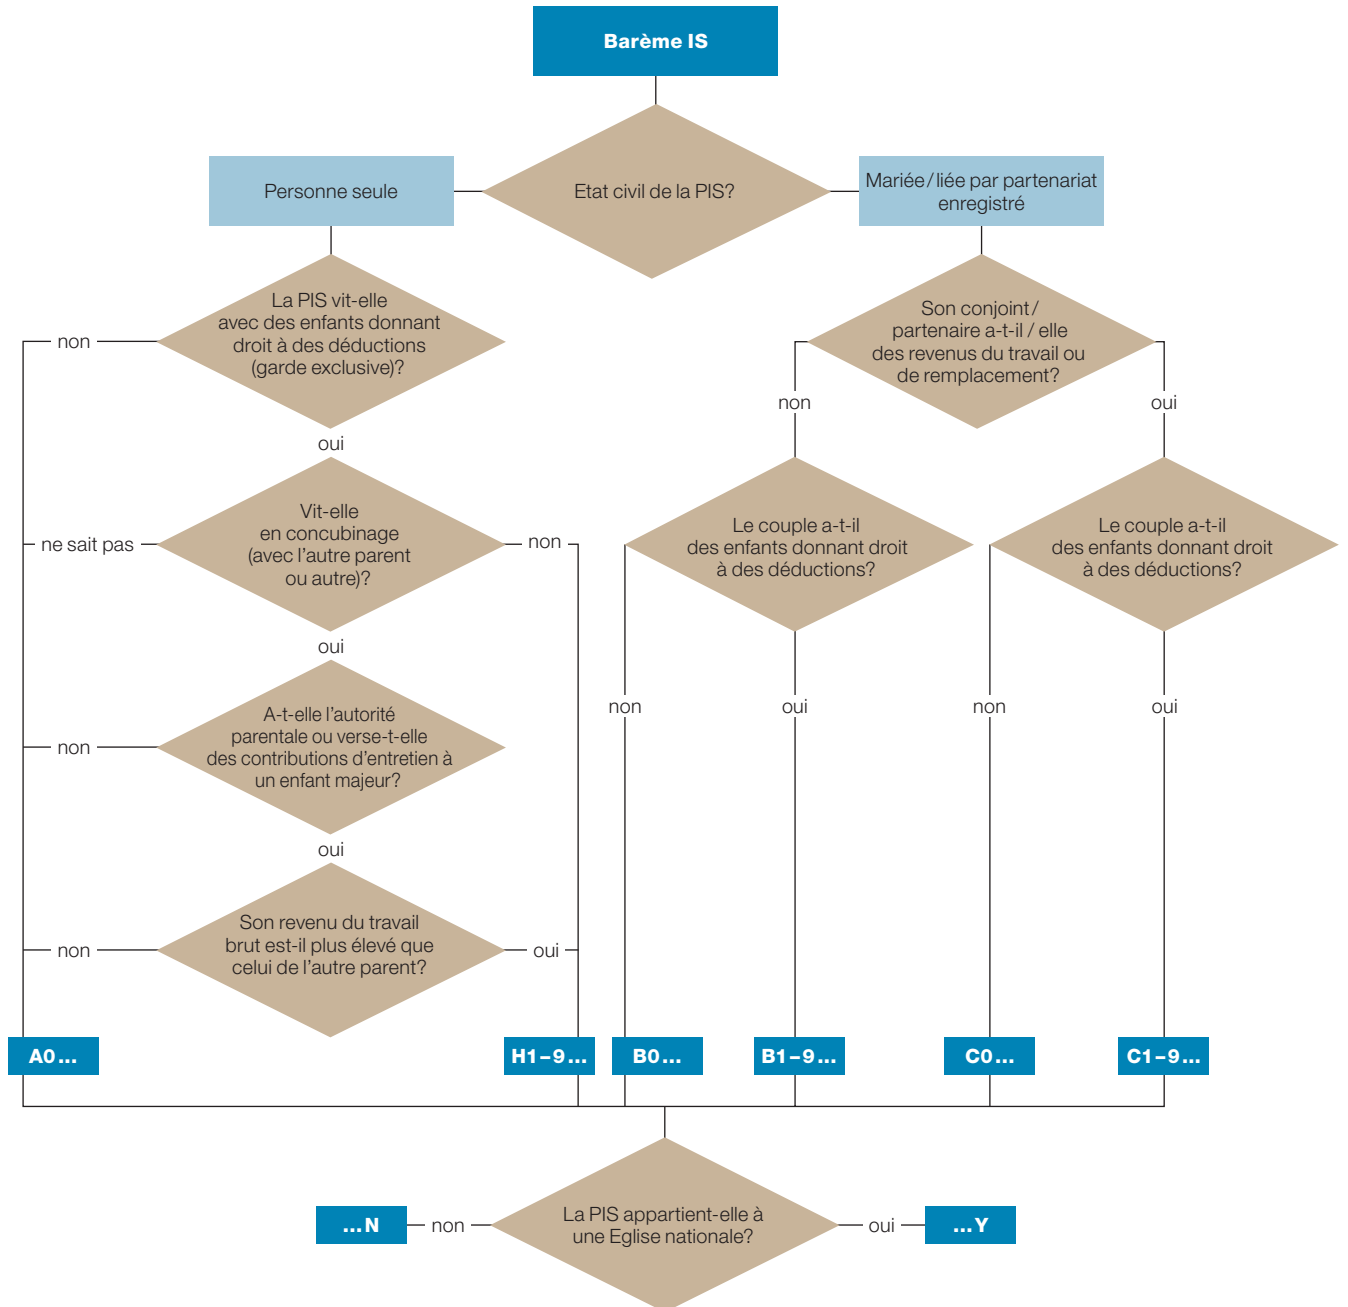 Barème IS
Etat civil de la PIS?
Personne seule
Mariée/liée par partenariat
enregistré
La PIS vit-elle
avec des enfants donnant
droit à des déductions
(garde exclusive)?
non
oui
Son conjoint/
partenaire a-t-il/elle
des revenus du travail ou
de remplacement?
non
oui
Vit-elle
en concubinage
(avec l'autre parent
ou autre)?
ne sait pas
non
oui
Le couple a-t-il
des enfants donnant droit
à des déductions?
Le couple a-t-il
des enfants donnant droit
à des déductions?
A-t-elle l'autorité
parentale ou verse-t-elle
des contributions d'entretien à
un enfant majeur?
non
oui
non
oui
non
oui
Son revenu du travail
brut est-il plus élevé que
celui de l'autre parent?
non
oui
A0...
H1–9...
B0...
B1–9...
C0...
C1–9...
La PIS appartient-elle à
une Eglise nationale?
...N
non
oui
...Y